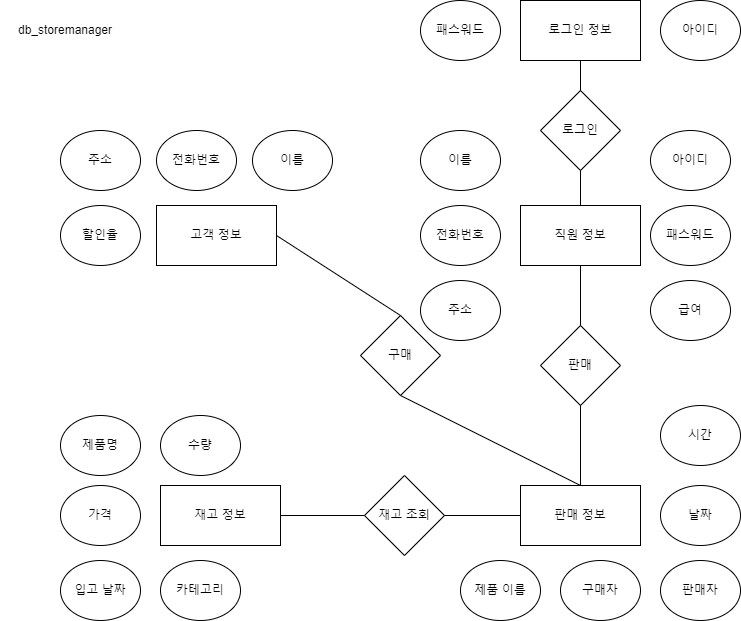 db_storemanager
패스워드
로그인 정보
아이디
로그인
주소
전화번호
이름
이름
아이디
할인율
고객 정보
전화번호
직원 정보
패스워드
주소
급여
구매
판매
제품명
수량
시간
가격
재고 정보
재고 조회
판매 정보
날짜
입고 날짜
카테고리
제품 이름
구매자
판매자